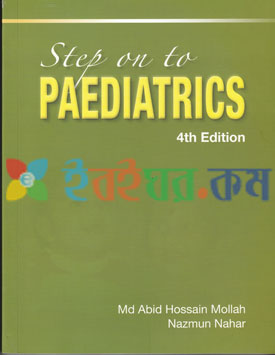 Step on to
PAEDIATRICS
4th Edition
e
ইবইঘর.কম
Md Abid Hossain Mollah
Nazmun Nahar